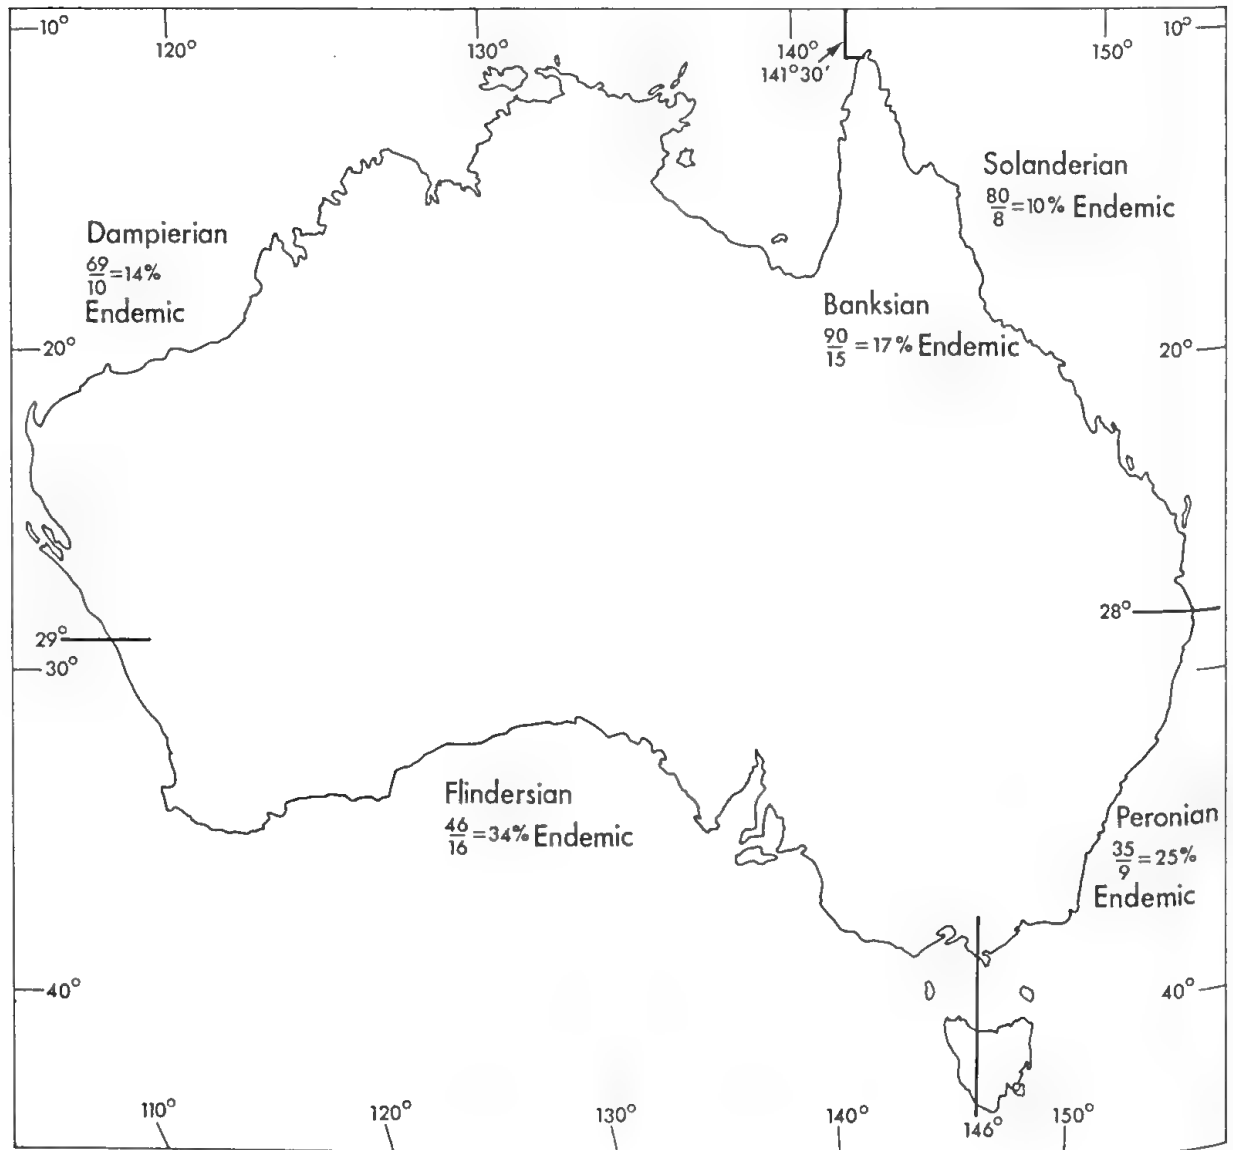 10°
120°
130°
140°
150°
10°
141°30'
Solanderian
80/8 =10% Endemic
Dampierian
69/10 =14%
Endemic
Banksian
90/15 =17% Endemic
20°
20°
28°
29°
30°
Flindersian
46/16 =34% Endemic
Peronian
35/9 =25%
Endemic
40°
40°
110°
120°
130°
140°
146°
150°